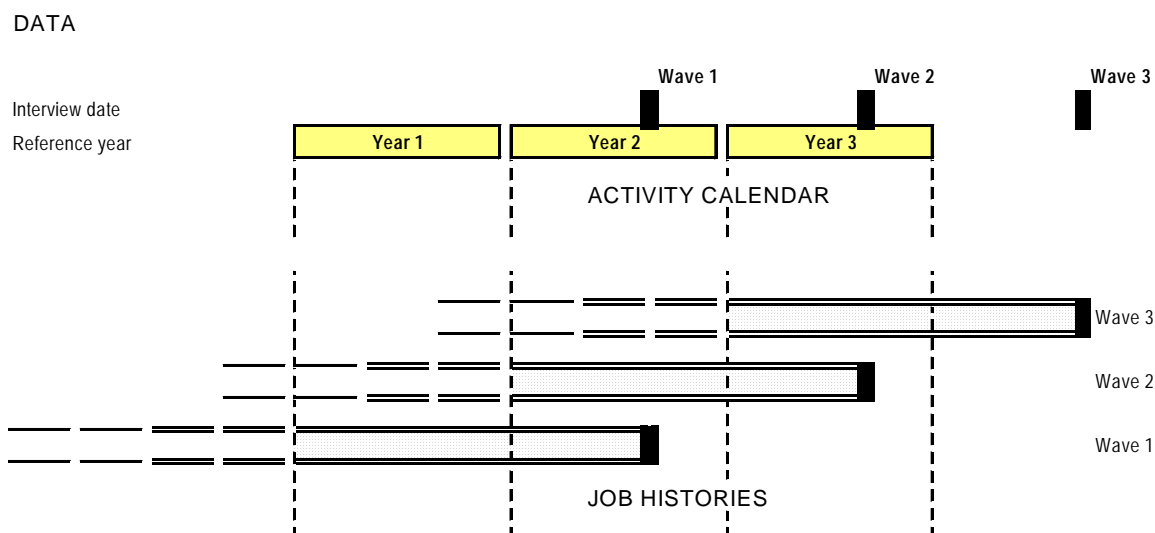 DATA
Wave 1 Wave 2 Wave 3
Interview date
Reference year Year 1 Year 2 Year 3
ACTIVITY CALENDAR
Wave 3
Wave 2
Wave 1
JOB HISTORIES